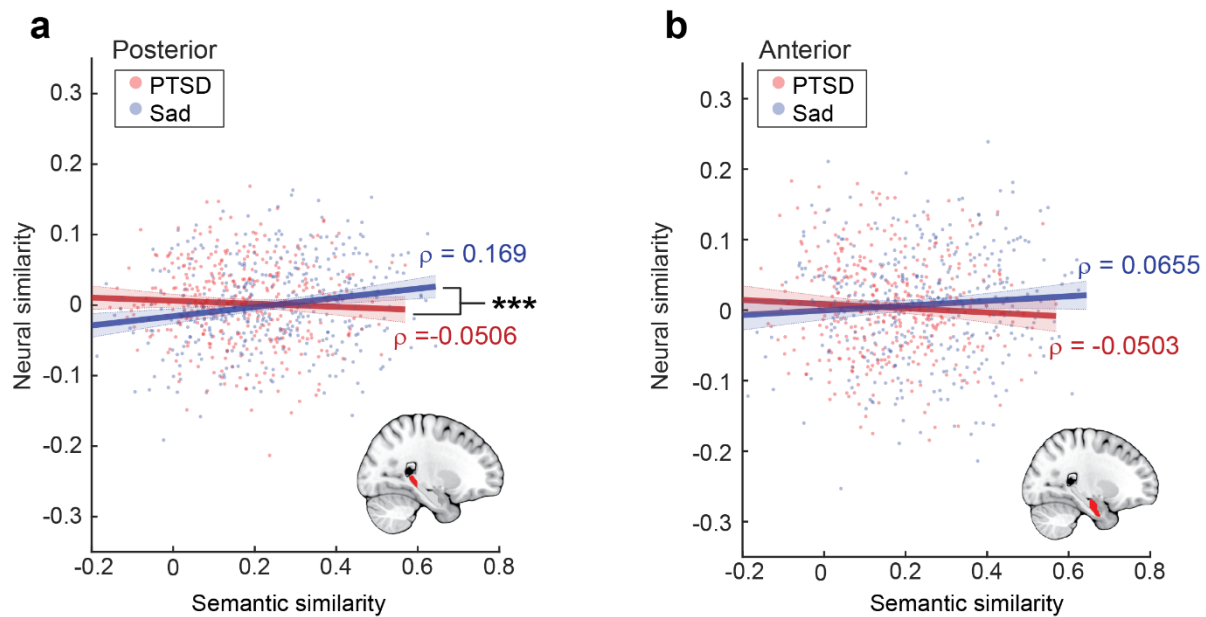 a
Posterior
PTSD
Sad
0.3
0.2
0.1
0
-0.1
-0.2
-0.3
Neural similarity
ρ = 0.169
***
ρ =-0.0506
-0.2 0 0.2 0.4 0.6 0.8
Semantic similarity
b
Anterior
PTSD
Sad
0.3
0.2
0.1
0
-0.1
-0.2
-0.3
Neural similarity
ρ = 0.0655
ρ = -0.0503
-0.2 0 0.2 0.4 0.6 0.8
Semantic similarity